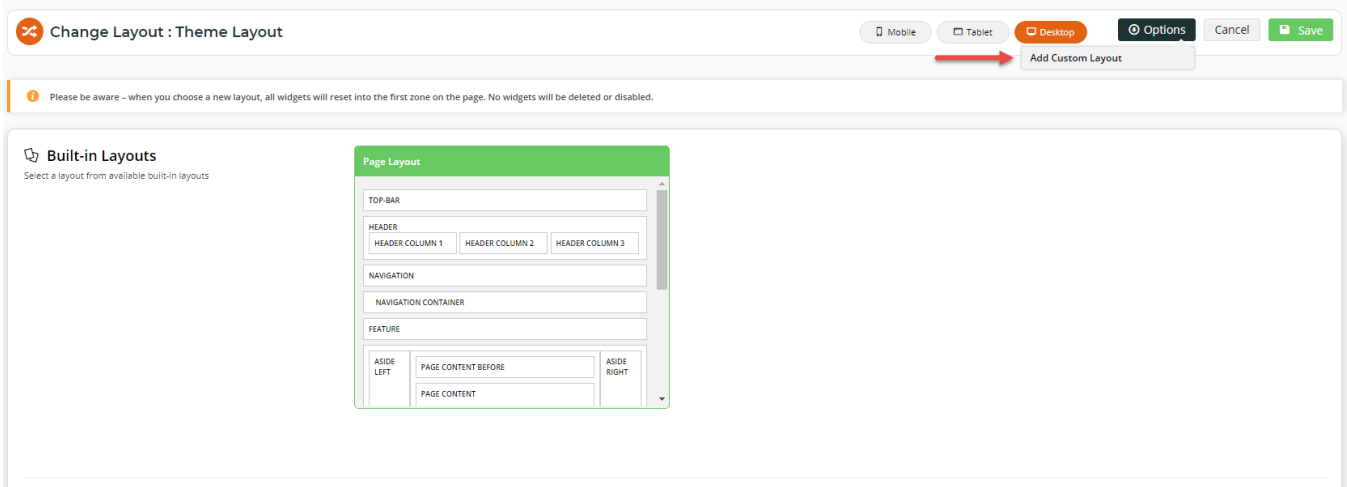 Change Layout : Theme Layout
Mobile
Tablet
Desktop
Options
Cancel
Save
Add Custom Layout
Please be aware – when you choose a new layout, all widgets will reset into the first zone on the page. No widgets will be deleted or disabled.
Built-in Layouts
Select a layout from available built-in layouts
Page Layout
TOP-BAR
HEADER
HEADER COLUMN 1
HEADER COLUMN 2
HEADER COLUMN 3
NAVIGATION
NAVIGATION CONTAINER
FEATURE
ASIDE
LEFT
PAGE CONTENT BEFORE
PAGE CONTENT
ASIDE
RIGHT